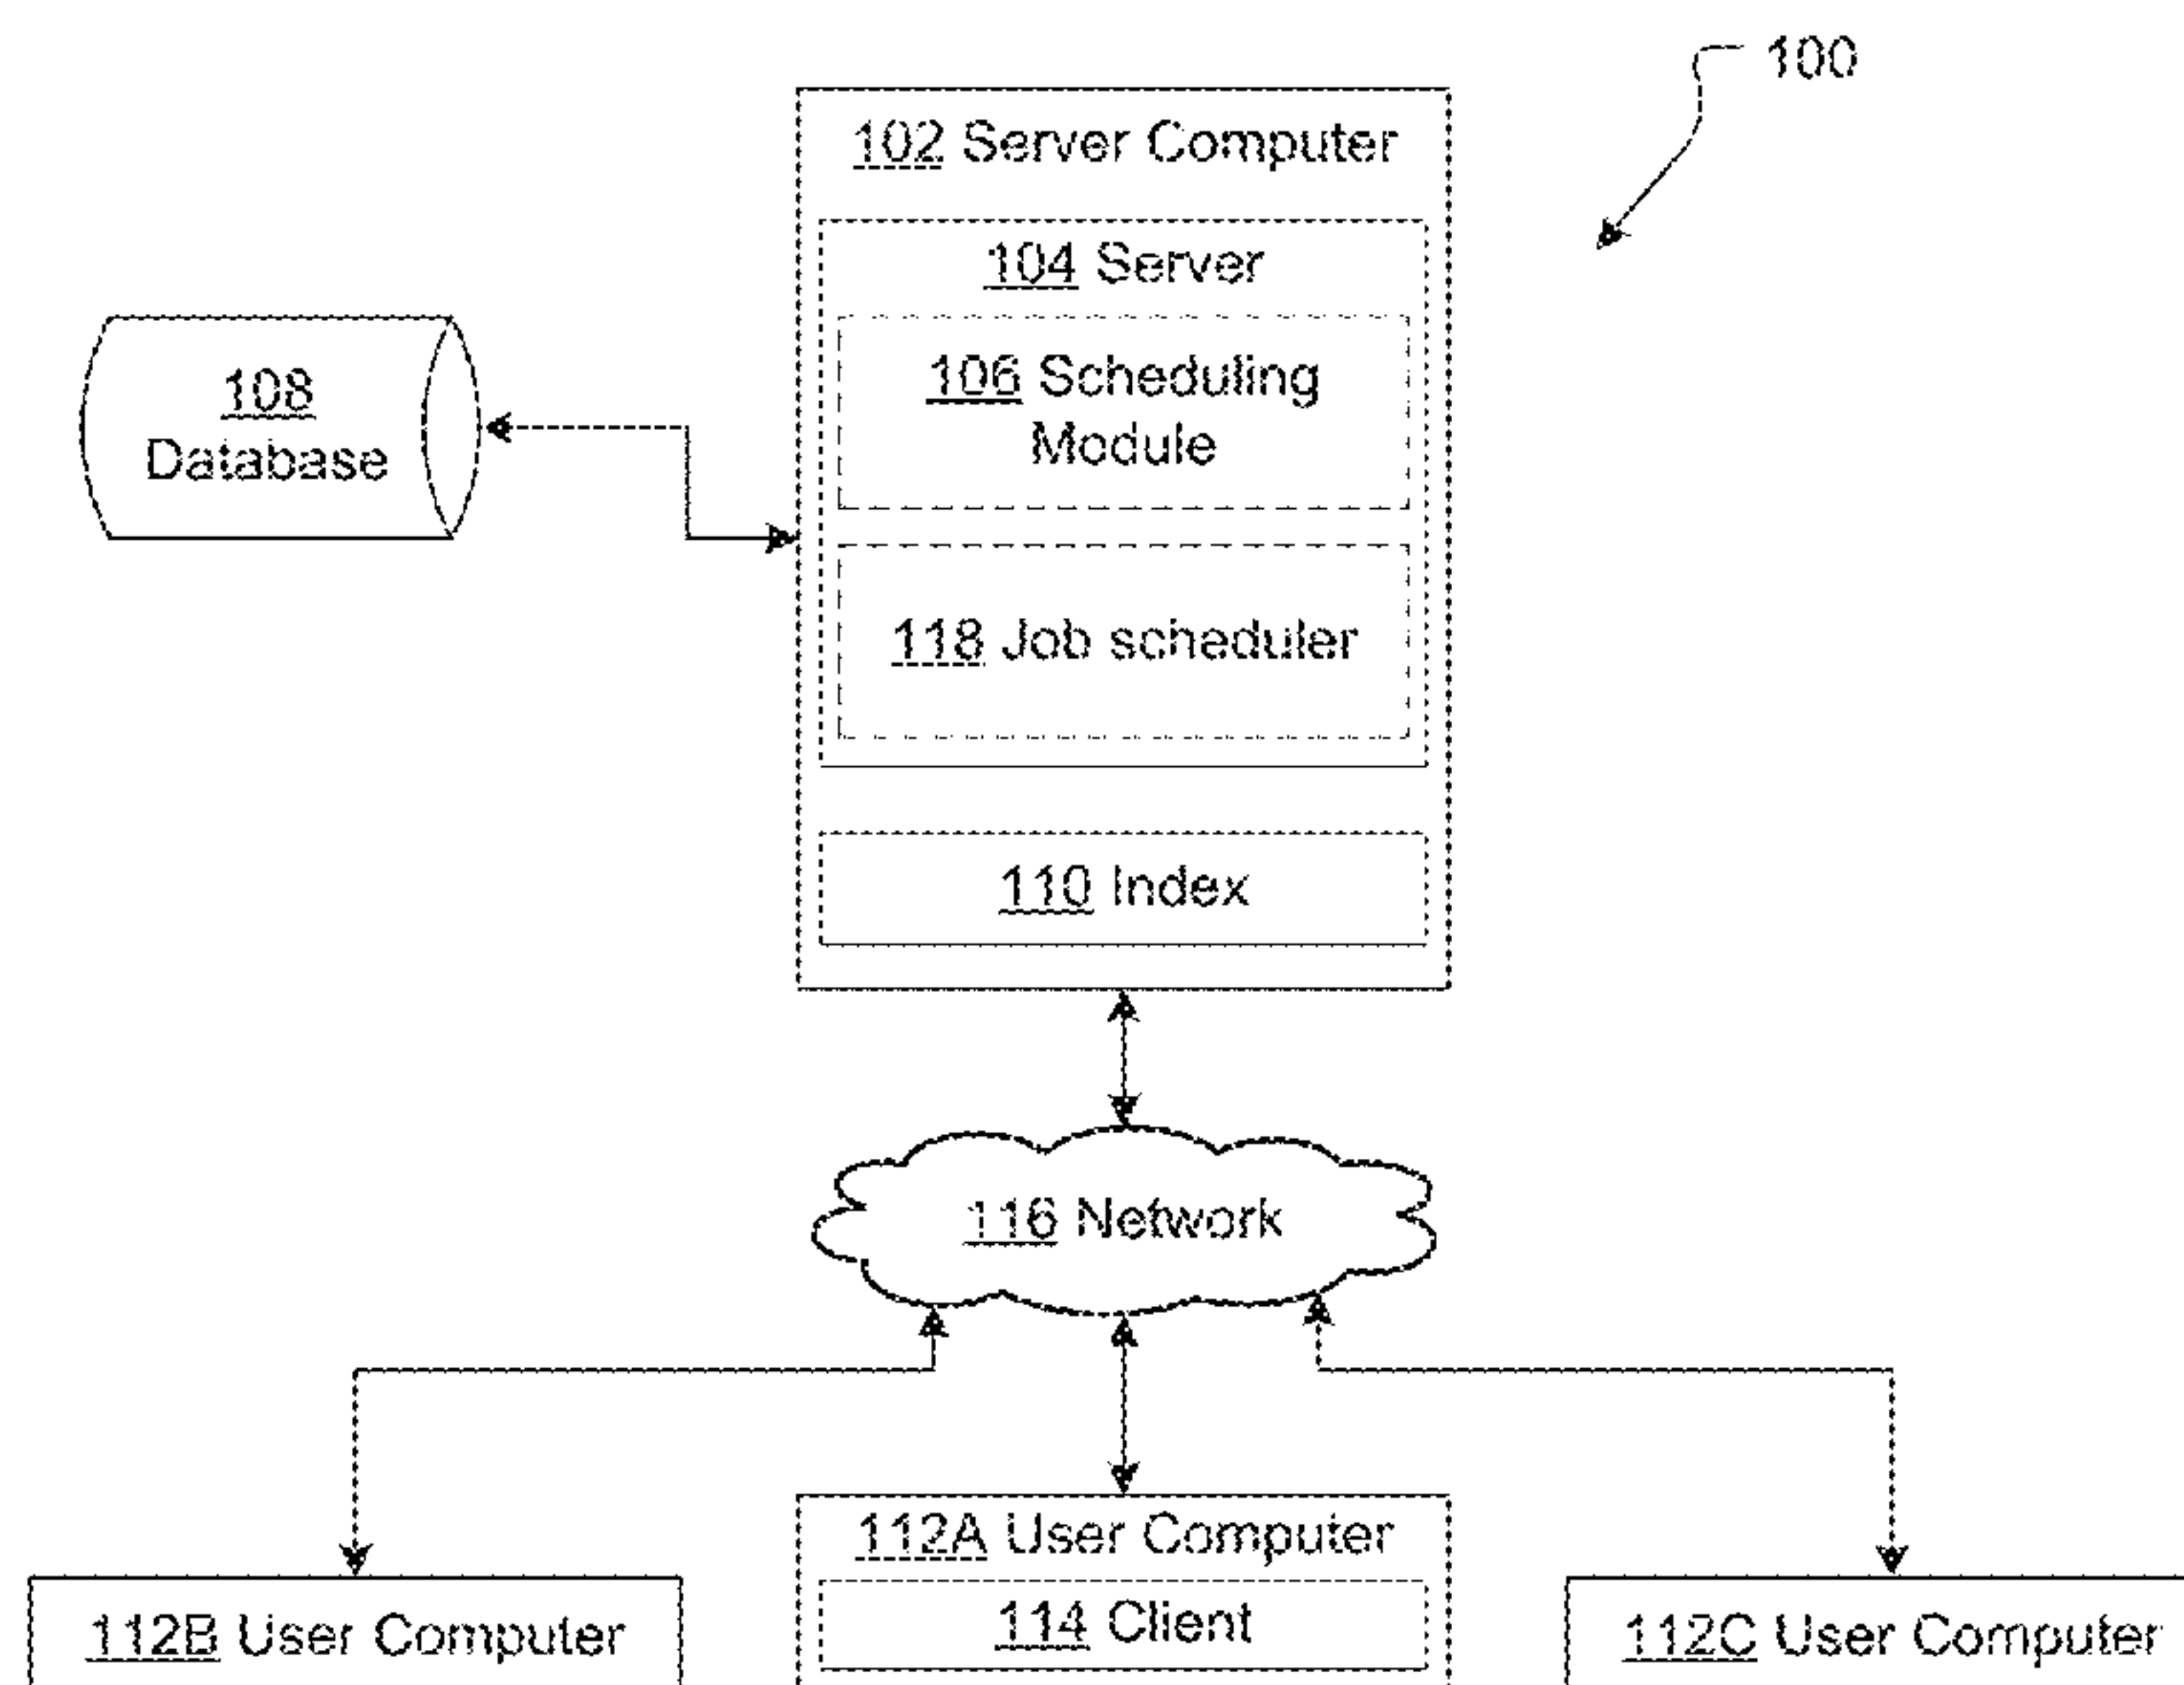 100
102 Server Computer
104 Server
106 Scheduling
Module
108
Database
118 Job scheduler
110 Index
116 Network
112A User Computer
114 Client
112B User Computer
112C User Computer